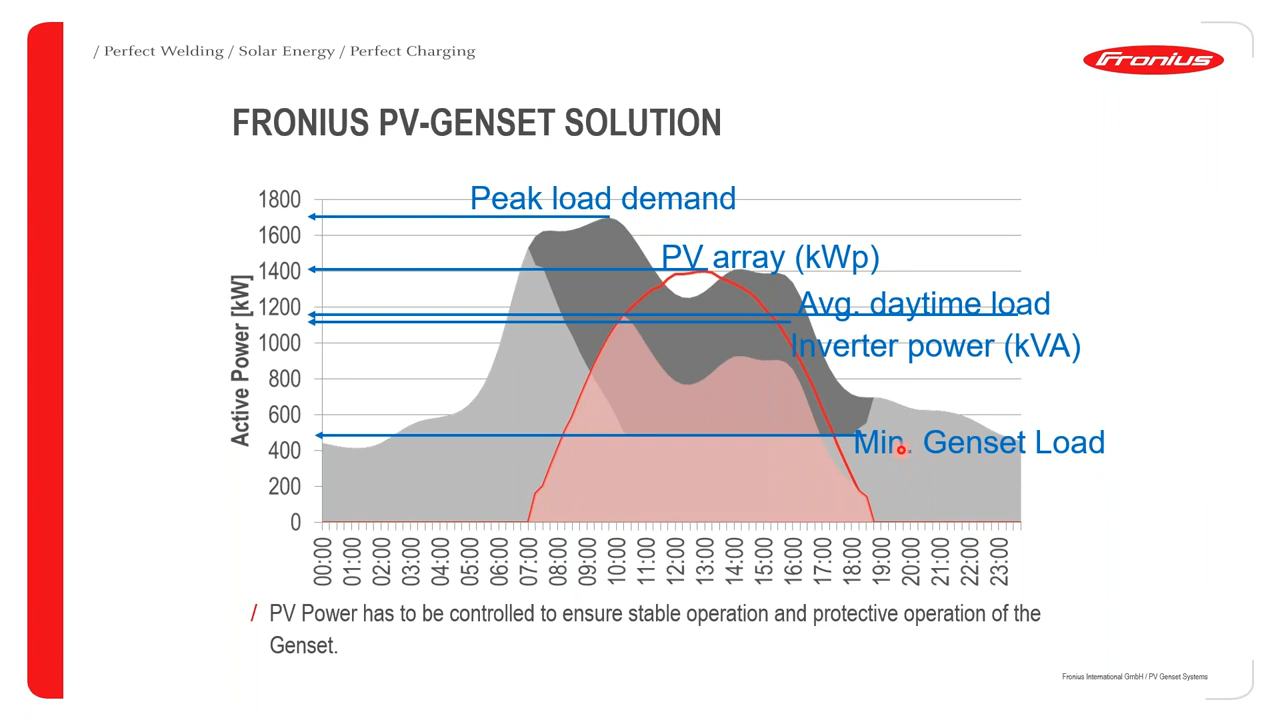 / Perfect Welding / Solar Energy / Perfect Charging
Fronius
FRONIUS PV-GENSET SOLUTION
Active Power [kW]
1800
1600
1400
1200
1000
800
600
400
200
0
Peak load demand
PV array (kWp)
Avg. daytime load
Inverter power (kVA)
Min. Genset Load
00:00
01:00
02:00
03:00
04:00
05:00
06:00
07:00
08:00
09:00
10:00
11:00
12:00
13:00
14:00
15:00
16:00
17:00
18:00
19:00
20:00
21:00
22:00
23:00
/ PV Power has to be controlled to ensure stable operation and protective operation of the
Genset.
Fronius International GmbH / PV Genset Systems